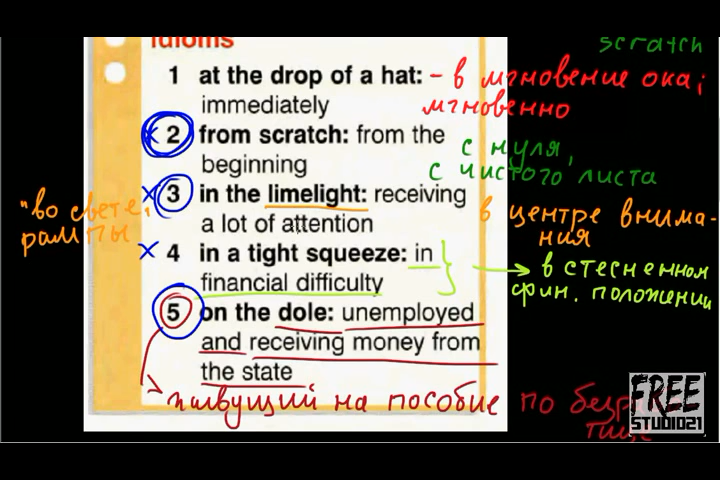 idioms
scratch
1 at the drop of a hat: - в мгновение ока;
immediately
мгновенно
2 from scratch: from the
beginning
с нуля,
с чистого листа
3 in the limelight: receiving
a lot of attention
"во свете,
рампы
в центре внима-
ния
4 in a tight squeeze: in
financial difficulty
в стесненном
фин. положении
5 on the dole: unemployed
and receiving money from
the state
живущий на пособие по
FREE
STUDIO21